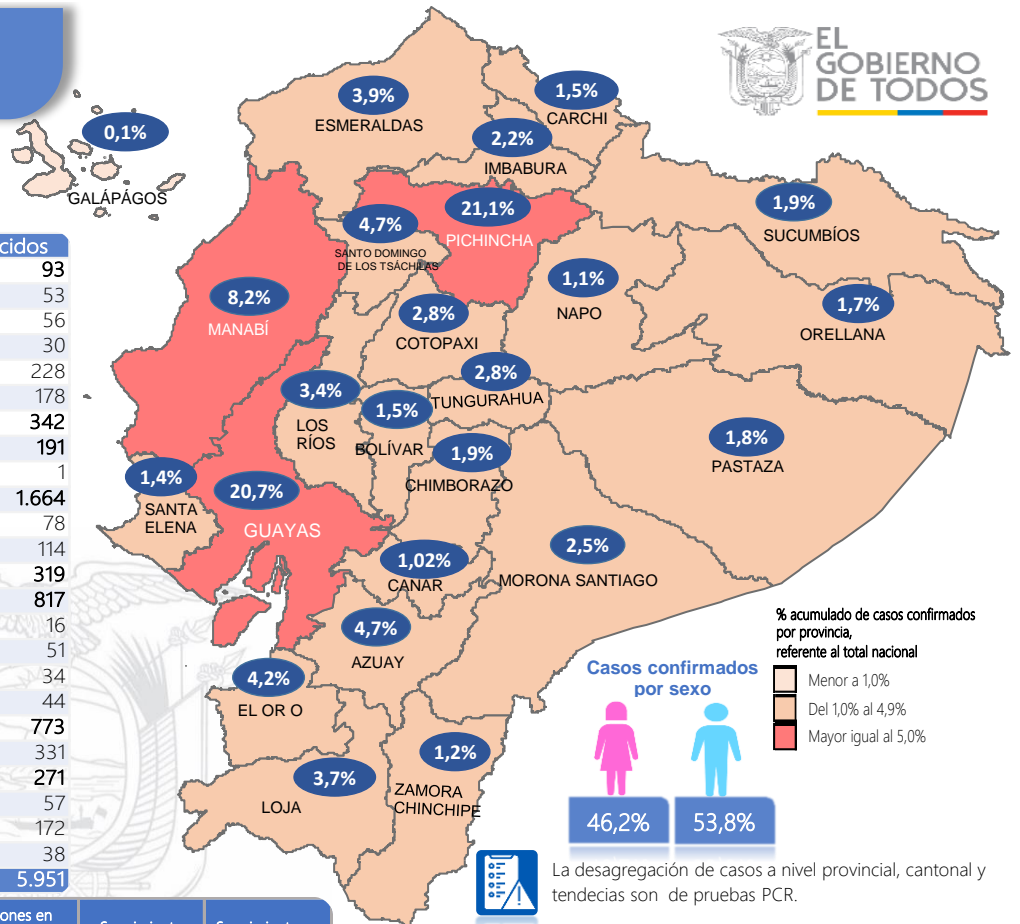 EL
GOBIERNO
DE TODOS
3,9%
ESMERALDAS
1,5%
CARCHI
0,1%
GALÁPÁGOS
2,2%
IMBABURA
21,1%
PICHINCHA
1,9%
SUCUMBÍOS
4,7%
SANTO DOMINGO
DE LOS TSÁCHILAS
8,2%
MANABÍ
1,1%
NAPO
1,7%
ORELLANA
2,8%
COTOPAXI
2,8%
TUNGURAHUA
3,4%
LOS
RÍOS
1,5%
BOLÍVAR
1,9%
CHIMBORAZO
1,8%
PASTAZA
1,4%
SANTA
ELENA
20,7%
GUAYAS
1,02%
CANAR
2,5%
MORONA SANTIAGO
4,7%
AZUAY
4,2%
EL OR O
3,7%
LOJA
1,2%
ZAMORA
CHINCHIPE
cidos
93
53
56
30
228
178
342
191
1
1.664
78
114
319
817
16
51
34
44
773
331
271
57
172
38
5.951
ones en
% acumulado de casos confirmados
por provincia,
referente al total nacional
Menor a 1,0%
Del 1,0% al 4,9%
Mayor igual al 5,0%
Casos confirmados
por sexo
46,2%
53,8%
La desagregación de casos a nivel provincial, cantonal y
tendecias son de pruebas PCR.